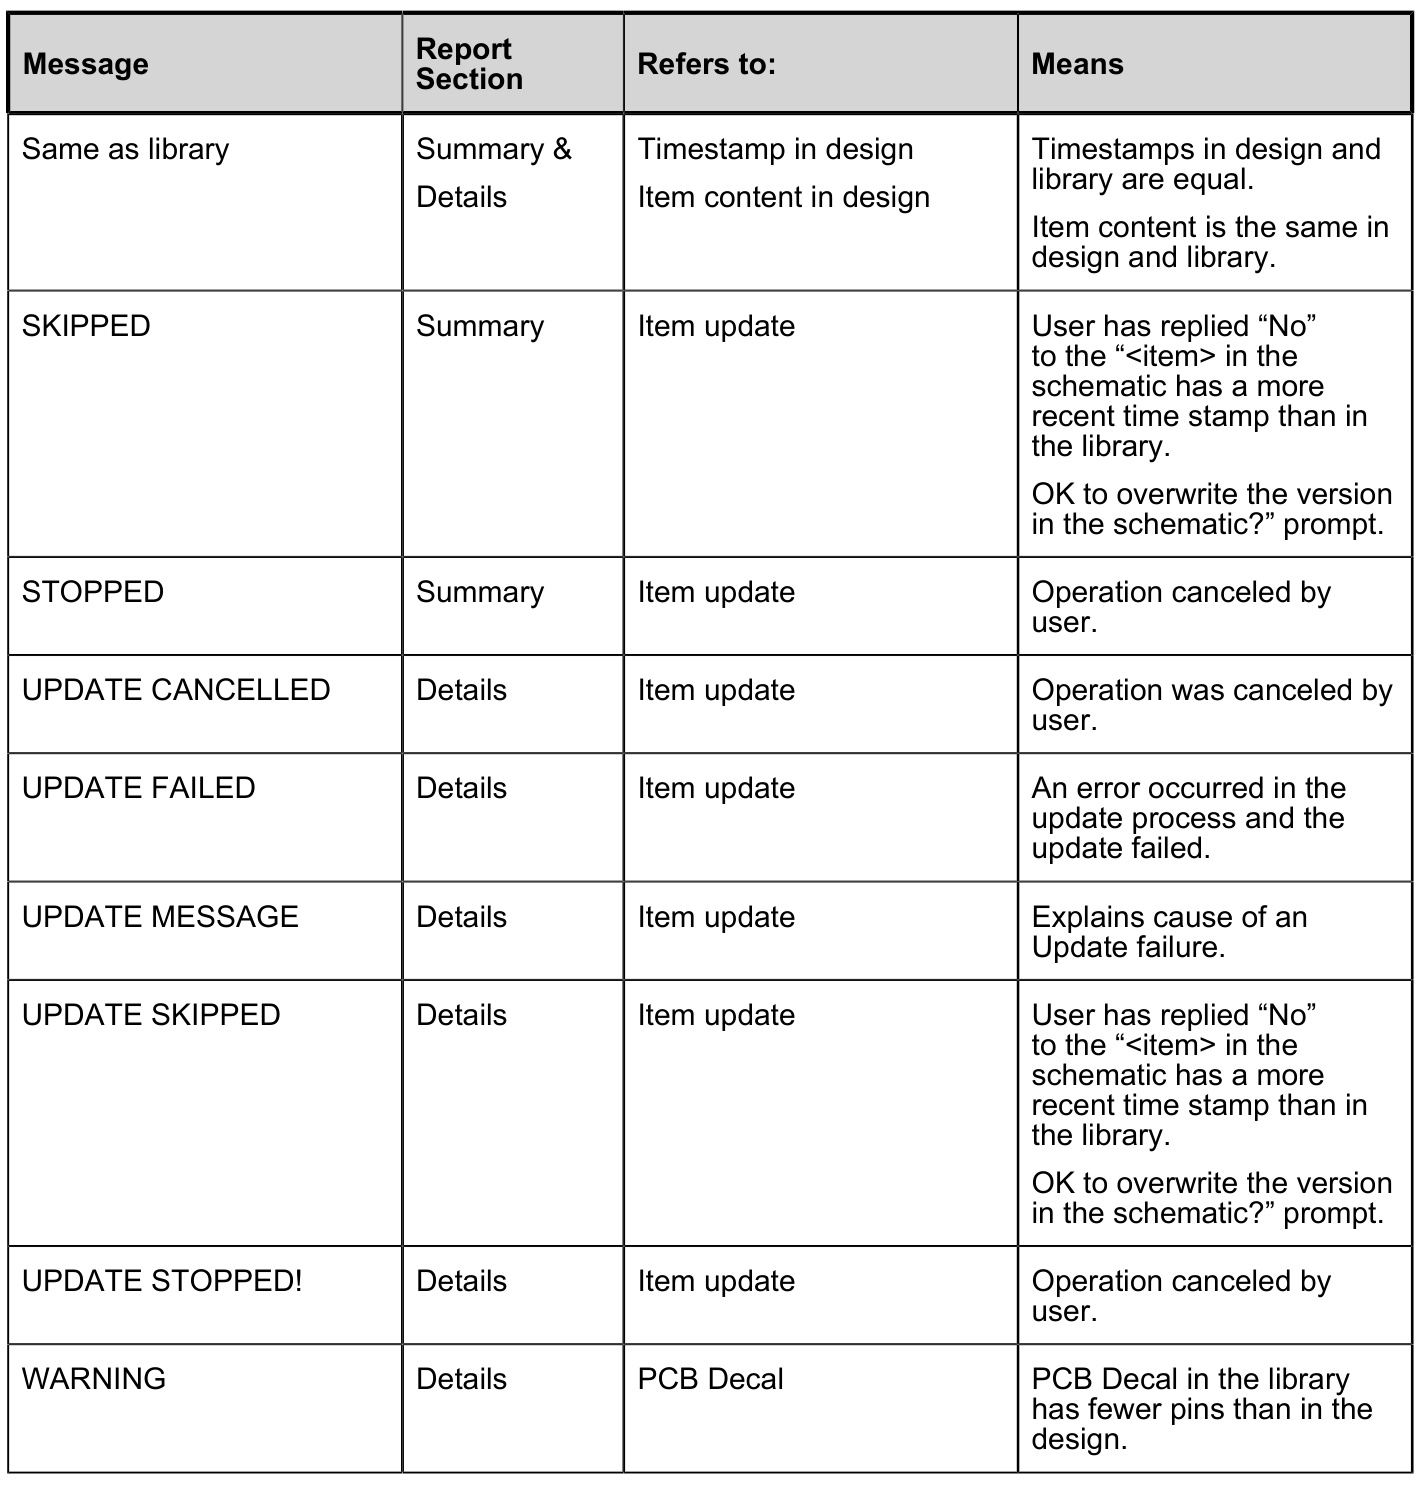 Message
Report
Section
Refers to:
Means
Same as library
Summary &
Details
Timestamp in design
Item content in design
Timestamps in design and
library are equal.
Item content is the same in
design and library.
SKIPPED
Summary
Item update
User has replied “No”
to the “<item> in the
schematic has a more
recent time stamp than in
the library.
OK to overwrite the version
in the schematic?” prompt.
STOPPED
Summary
Item update
Operation canceled by
user.
UPDATE CANCELLED
Details
Item update
Operation was canceled by
user.
UPDATE FAILED
Details
Item update
An error occurred in the
update process and the
update failed.
UPDATE MESSAGE
Details
Item update
Explains cause of an
Update failure.
UPDATE SKIPPED
Details
Item update
User has replied “No”
to the “<item> in the
schematic has a more
recent time stamp than in
the library.
OK to overwrite the version
in the schematic?” prompt.
UPDATE STOPPED!
Details
Item update
Operation canceled by
user.
WARNING
Details
PCB Decal
PCB Decal in the library
has fewer pins than in the
design.